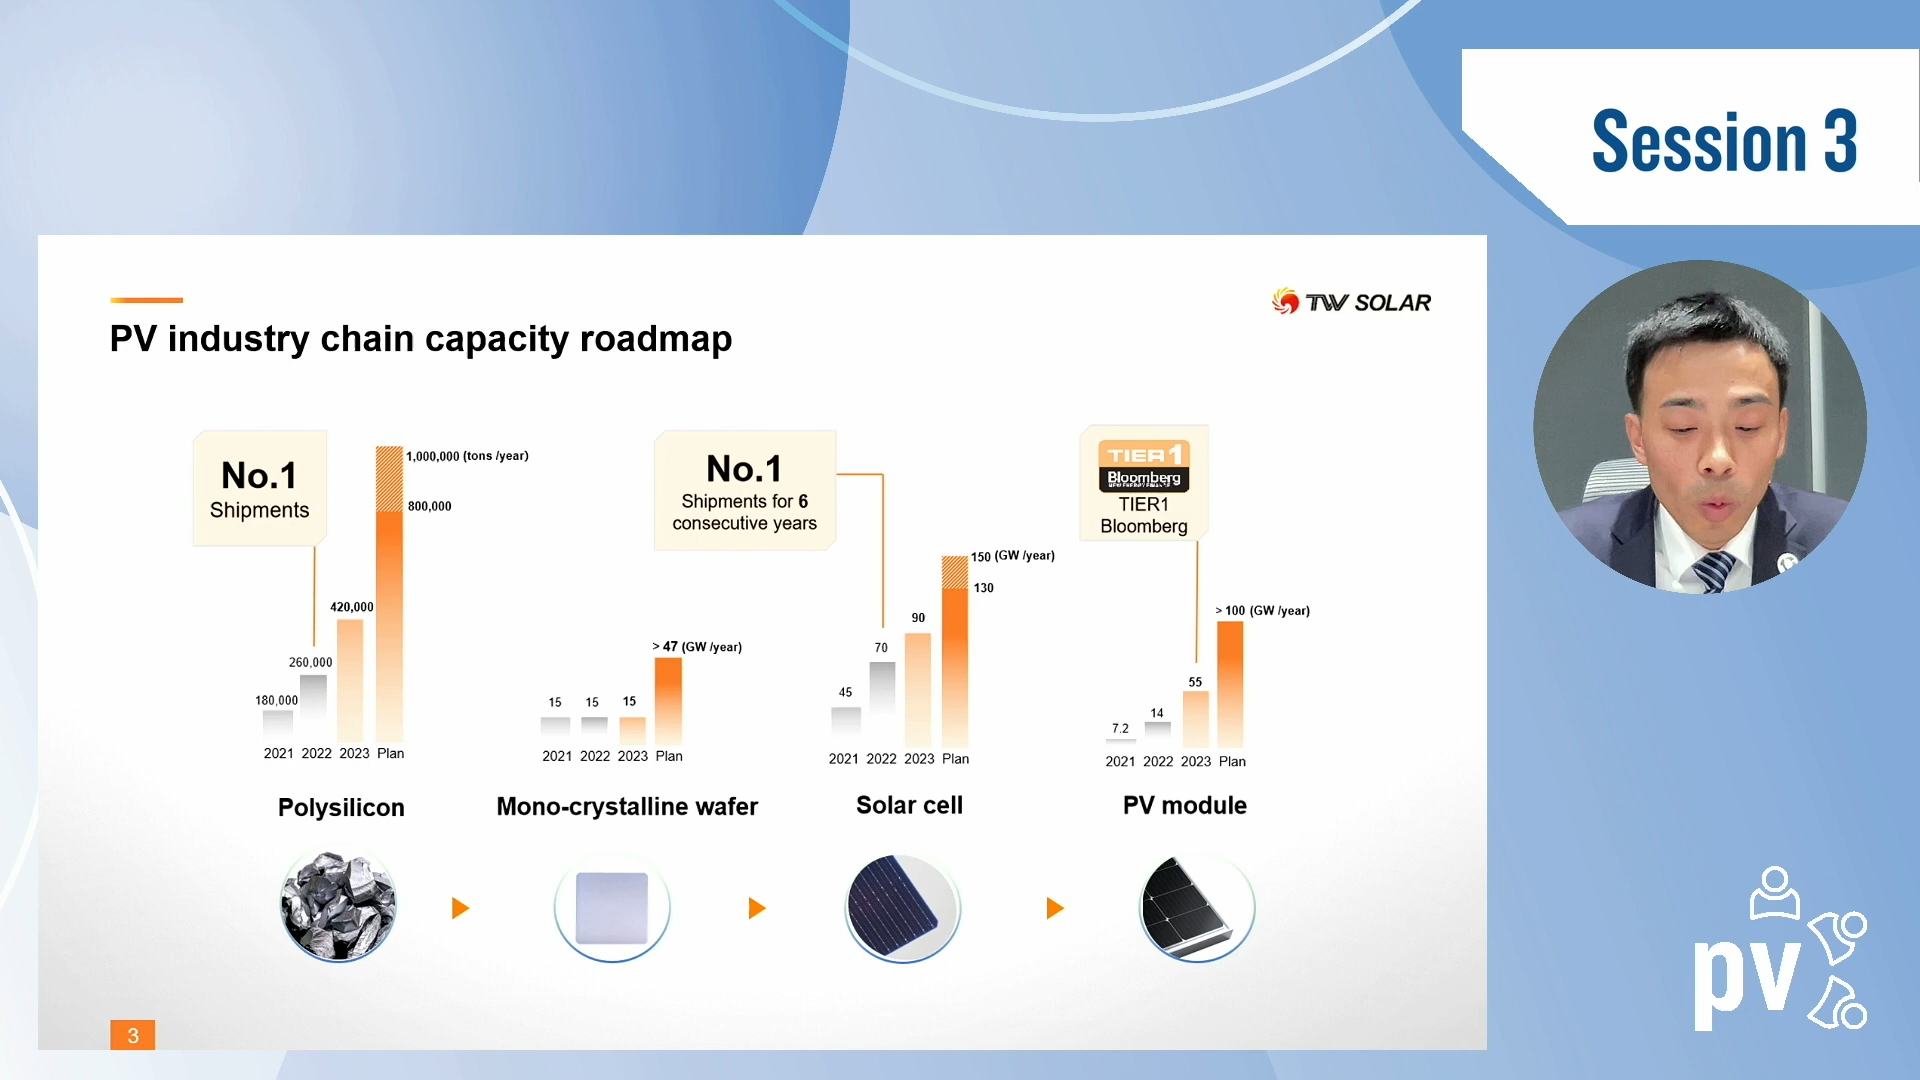 Session 3
TW SOLAR
PV industry chain capacity roadmap
No.1
Shipments
1,000,000 (tons /year)
800,000
420,000
260,000
180,000
2021 2022 2023 Plan
Polysilicon
> 47 (GW /year)
15 15 15
2021 2022 2023 Plan
Mono-crystalline wafer
No.1
Shipments for 6
consecutive years
150 (GW /year)
130
90
70
45
2021 2022 2023 Plan
Solar cell
TIER 1
Bloomberg
TIER1
Bloomberg
> 100 (GW /year)
55
14
7.2
2021 2022 2023 Plan
PV module
3
pv